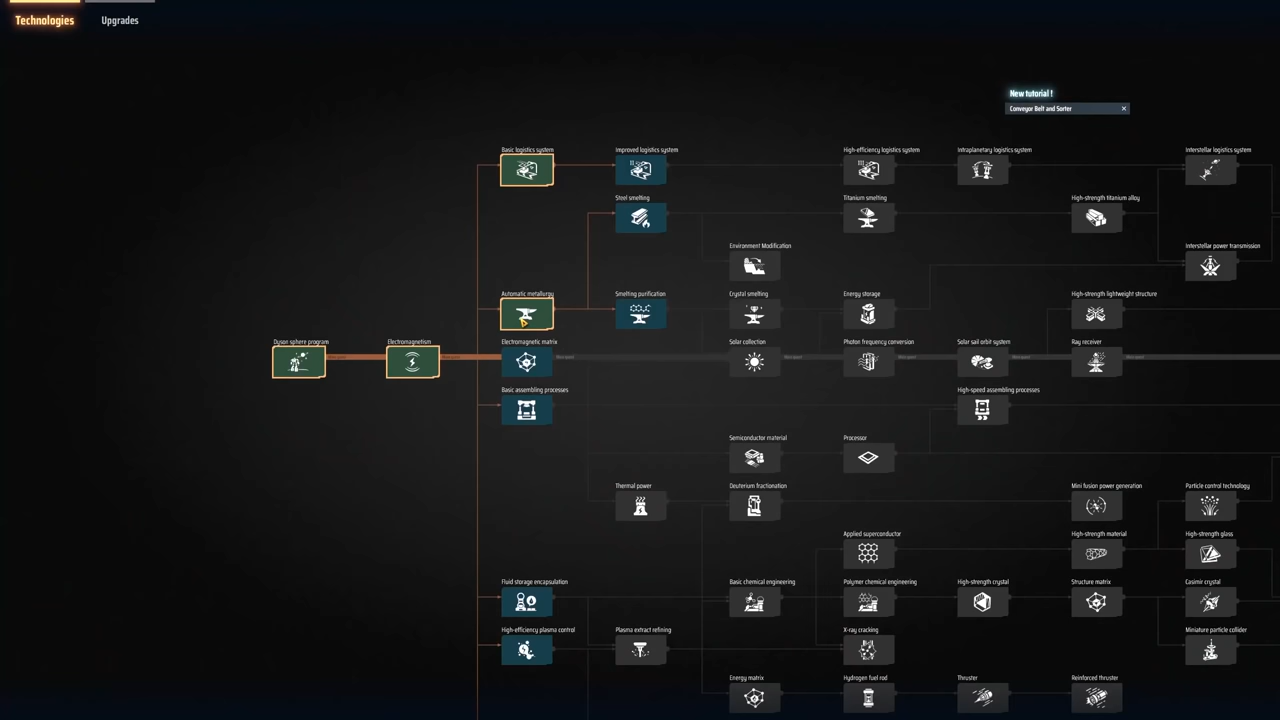 Technologies
Upgrades
New tutorial !
Conveyor Belt and Sorter
Basic logistics system
Improved logistics system
High-efficiency logistics system
Intraplanetary logistics system
Interstellar logistics system
Steel smelting
Titanium smelting
High-strength titanium alloy
Environment Modification
Interstellar power transmission
Automatic metallurgy
Smelting purification
Crystal smelting
Energy storage
High-strength lightweight structure
Dyson sphere program
Electromagnetism
Electromagnetic matrix
Solar collection
Photon frequency conversion
Solar sail orbit system
Ray receiver
Basic assembling processes
High-speed assembling processes
Semiconductor material
Processor
Thermal power
Deuterium fractionation
Mini fusion power generation
Particle control technology
Applied superconductor
High-strength material
High-strength glass
Fluid storage encapsulation
Basic chemical engineering
Polymer chemical engineering
High-strength crystal
Structure matrix
Casimir crystal
High-efficiency plasma control
Plasma extract refining
X-ray cracking
Miniature particle collider
Energy matrix
Hydrogen fuel rod
Thruster
Reinforced thruster